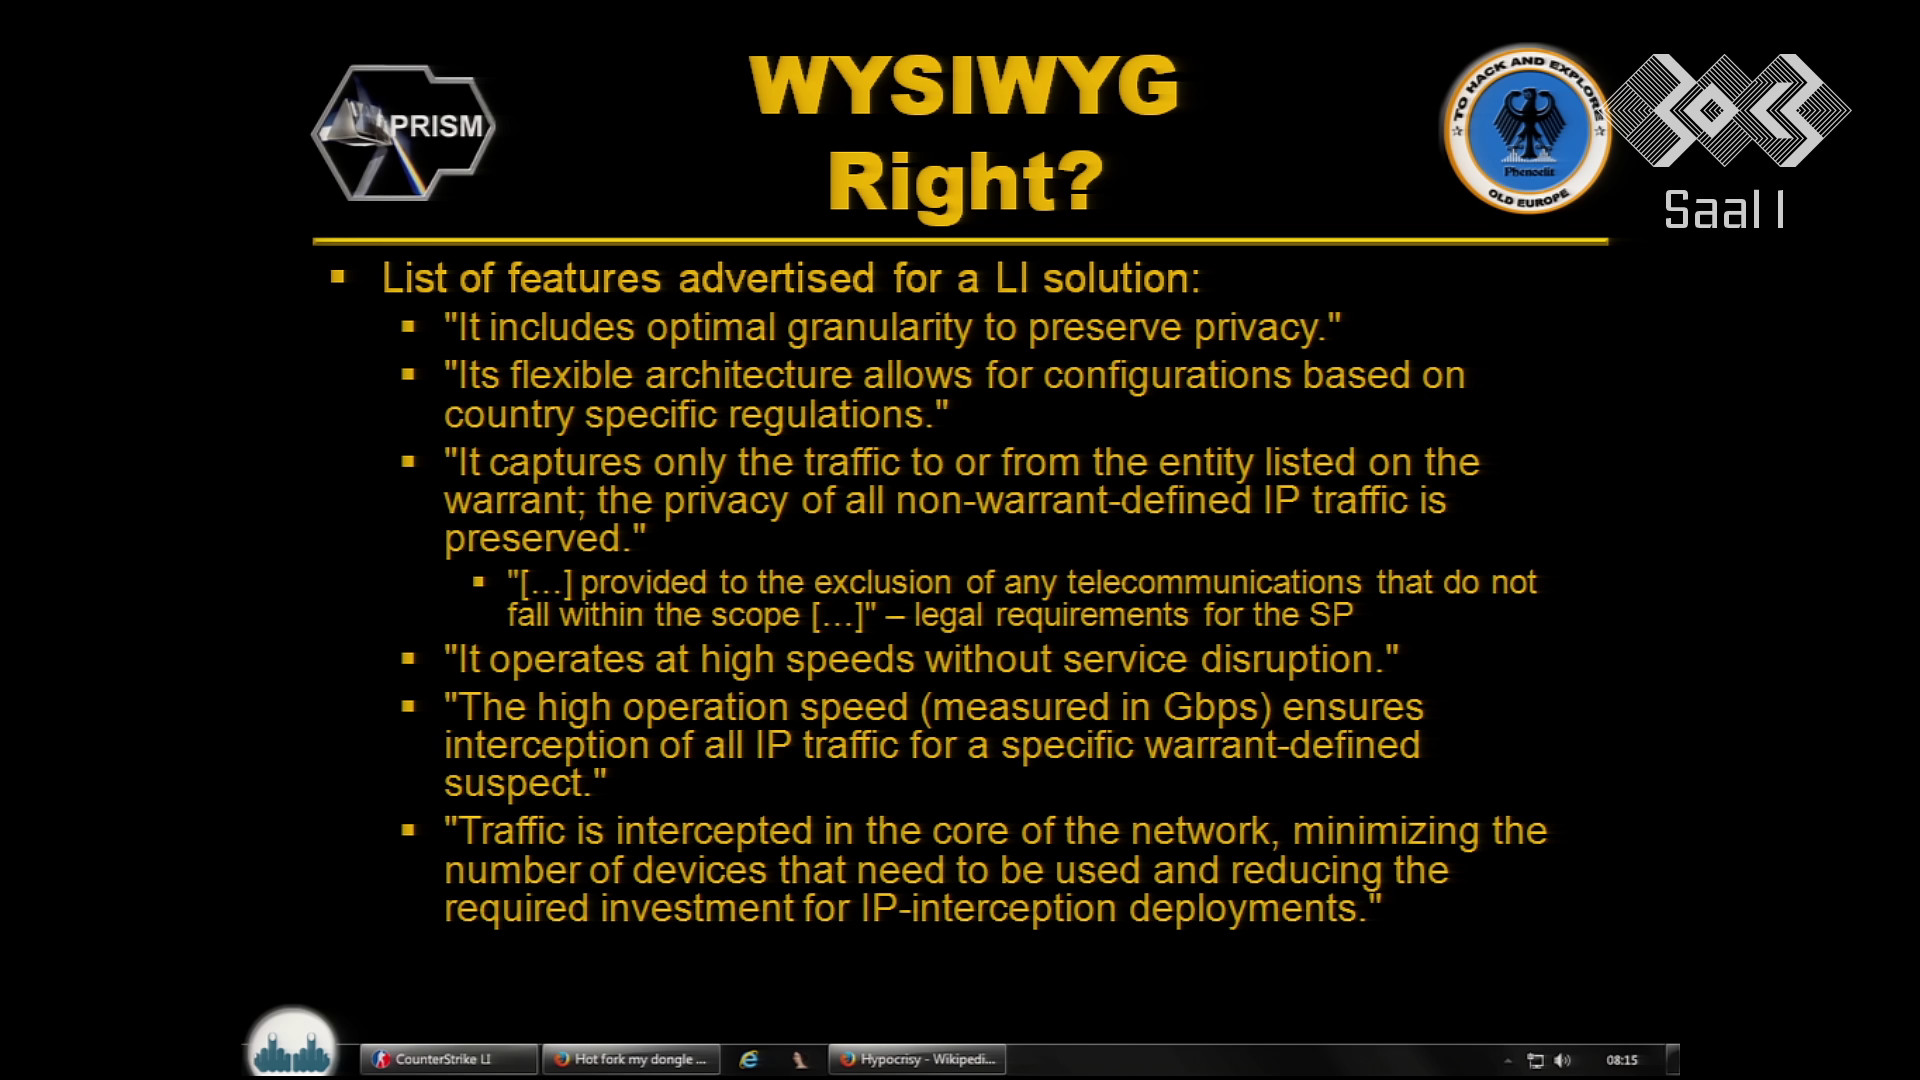 WYSIWYG
Right?
PRISM
TO HACK AND EXPLORE
Phenoelit
OLD EUROPE
30C3
Saal 1
List of features advertised for a LI solution:
"It includes optimal granularity to preserve privacy."
"Its flexible architecture allows for configurations based on
country specific regulations."
"It captures only the traffic to or from the entity listed on the
warrant; the privacy of all non-warrant-defined IP traffic is
preserved."
"[…] provided to the exclusion of any telecommunications that do not
fall within the scope […]" – legal requirements for the SP
"It operates at high speeds without service disruption."
"The high operation speed (measured in Gbps) ensures
interception of all IP traffic for a specific warrant-defined
suspect."
"Traffic is intercepted in the core of the network, minimizing the
number of devices that need to be used and reducing the
required investment for IP-interception deployments."
CounterStrike LI
Hot fork my dongle ...
Hypocrisy - Wikipedi...
08:15